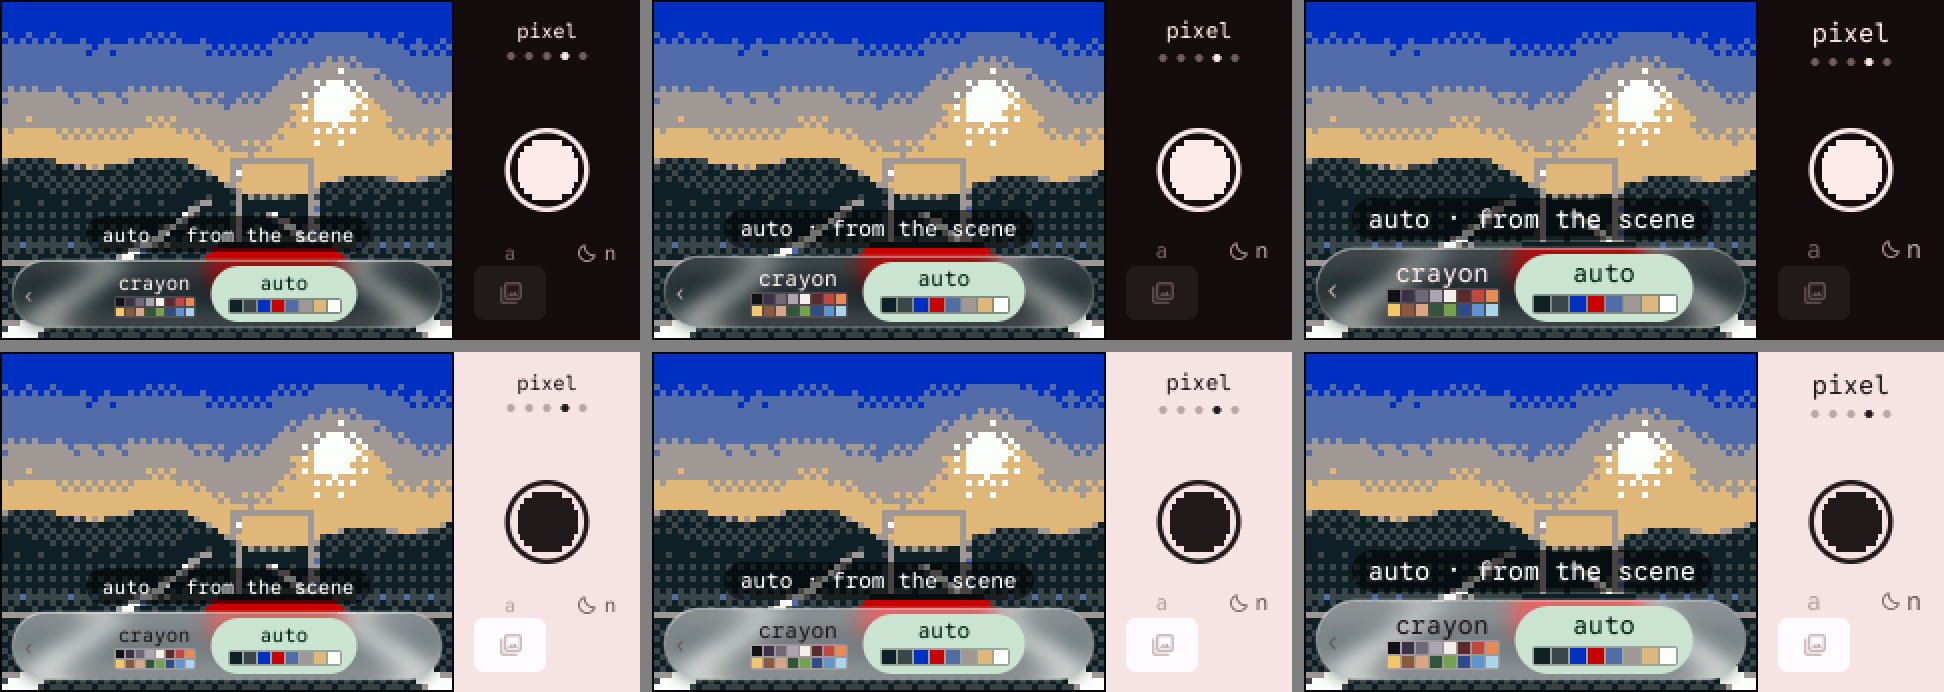 pixel
auto · from the scene
a
n
crayon
auto
pixel
auto · from the scene
a
n
crayon
auto
pixel
auto · from the scene
a
n
crayon
auto
pixel
auto · from the scene
a
n
crayon
auto
pixel
auto · from the scene
a
n
crayon
auto
pixel
auto · from the scene
a
n
crayon
auto